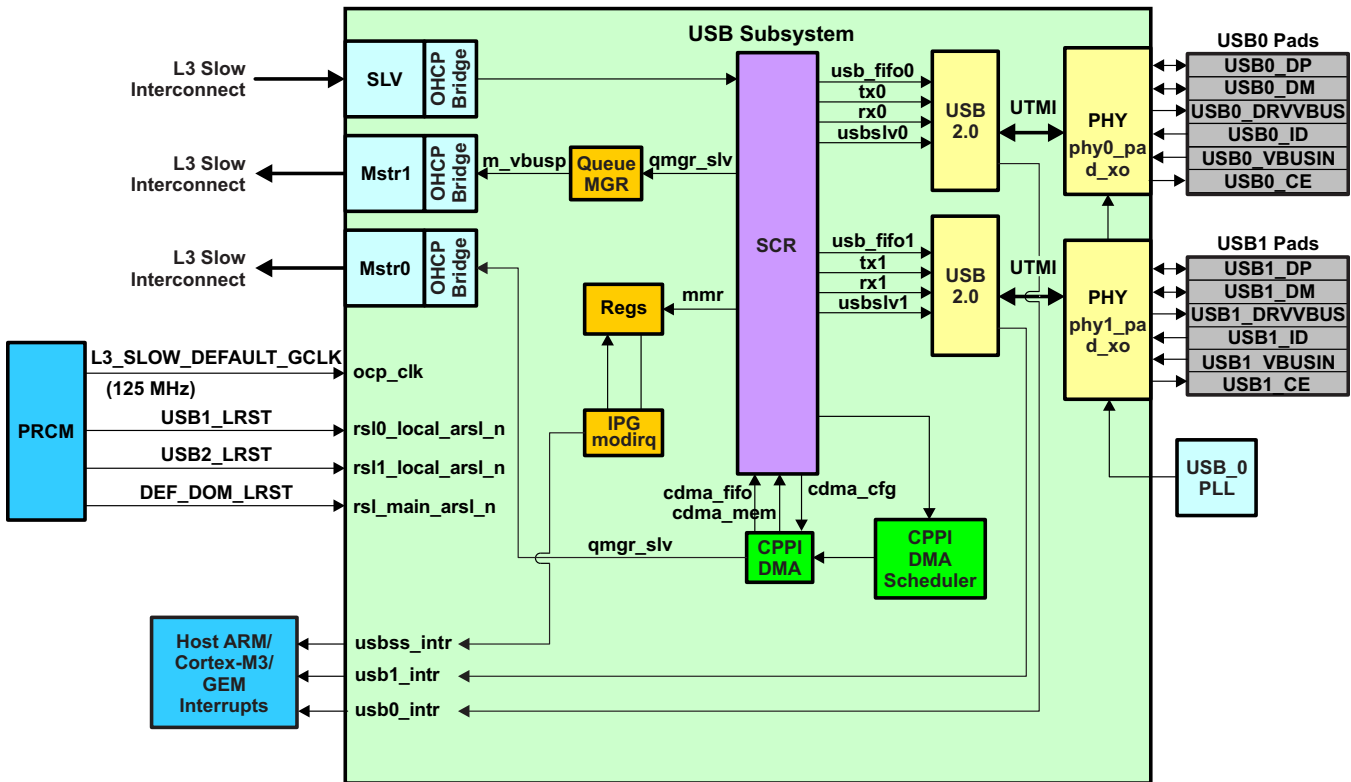 USB Subsystem
L3 Slow
Interconnect
SLV
OHCP
Bridge
L3 Slow
Interconnect
Mstr1
OHCP
Bridge
m_vbusp
Queue
MGR
qmgr_slv
L3 Slow
Interconnect
Mstr0
OHCP
Bridge
Regs
mmr
IPG
modirq
SCR
usb_fifo0
tx0
rx0
usbslv0
USB
2.0
UTMI
PHY
phy0_pa
d_xo
USB0 Pads
USB0_DP
USB0_DM
USB0_DRVVBUS
USB0_ID
USB0_VBUSIN
USB0_CE
usb_fifo1
tx1
rx1
usbslv1
USB
2.0
UTMI
PHY
phy1_pa
d_xo
USB1 Pads
USB1_DP
USB1_DM
USB1_DRVVBUS
USB1_ID
USB1_VBUSIN
USB1_CE
USB_0
PLL
PRCM
L3_SLOW_DEFAULT_GCLK
(125 MHz)
USB1_LRST
USB2_LRST
DEF_DOM_LRST
ocp_clk
rsl0_local_arsl_n
rsl1_local_arsl_n
rsl_main_arsl_n
cdma_fifo
cdma_mem
cdma_cfg
qmgr_slv
CPPI
DMA
CPPI
DMA
Scheduler
Host ARM/
Cortex-M3/
GEM
Interrupts
usbss_intr
usb1_intr
usb0_intr